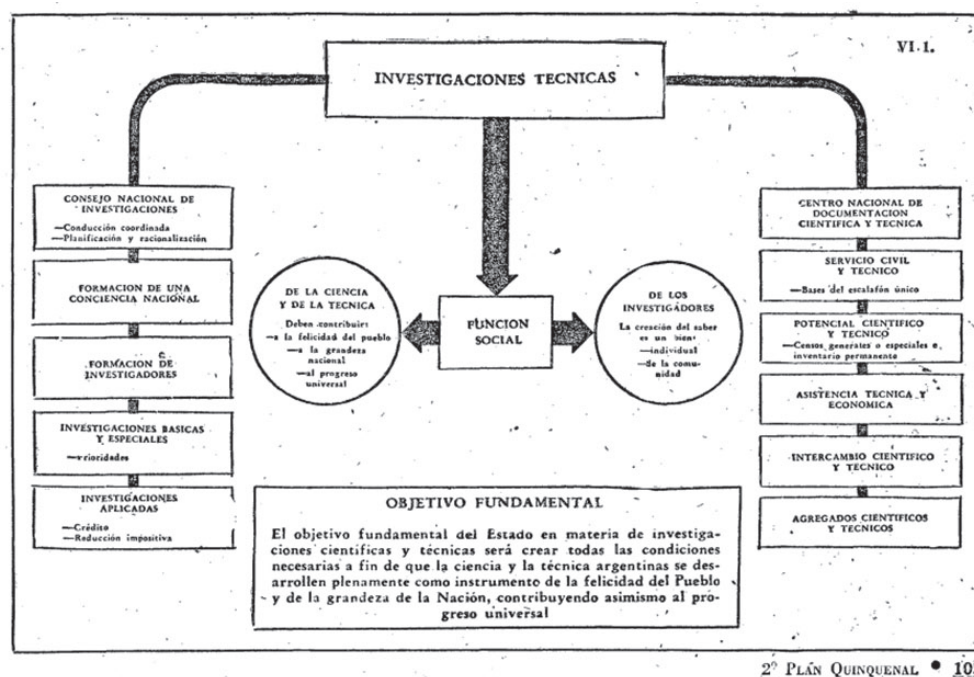 VI.1.
INVESTIGACIONES TECNICAS
CONSEJO NACIONAL DE
INVESTIGACIONES
—Conducción coordinada
—Planificación y racionalización
FORMACION DE UNA
CONCIENCIA NACIONAL
FORMACION DE
INVESTIGADORES
INVESTIGACIONES BASICAS
Y ESPECIALES
—Prioridades
INVESTIGACIONES
APLICADAS
—Crédito
—Reducción impositiva
DE LA CIENCIA
Y DE LA TECNICA
Deben contribuir:
—a la felicidad del pueblo
—a la grandeza
nacional
—al progreso
universal
FUNCION
SOCIAL
DE LOS
INVESTIGADORES
La creación del saber
es un bien:
—individual
—de la comu-
nidad
CENTRO NACIONAL DE
DOCUMENTACION
CIENTIFICA Y TECNICA
SERVICIO CIVIL
Y TECNICO
—Bases del escalafón único
POTENCIAL CIENTIFICO
Y TECNICO
—Censos generales o especiales e
inventario permanente
ASISTENCIA TECNICA Y
ECONOMICA
INTERCAMBIO CIENTIFICO
Y TECNICO
AGREGADOS CIENTIFICOS
Y TECNICOS
OBJETIVO FUNDAMENTAL
El objetivo fundamental del Estado en materia de investiga-
ciones científicas y técnicas será crear todas las condiciones
necesarias a fin de que la ciencia y la técnica argentinas se des-
arrollen plenamente como instrumento de la felicidad del Pueblo
y de la grandeza de la Nación, contribuyendo asimismo al pro-
greso universal
2º PLAN QUINQUENAL • 10